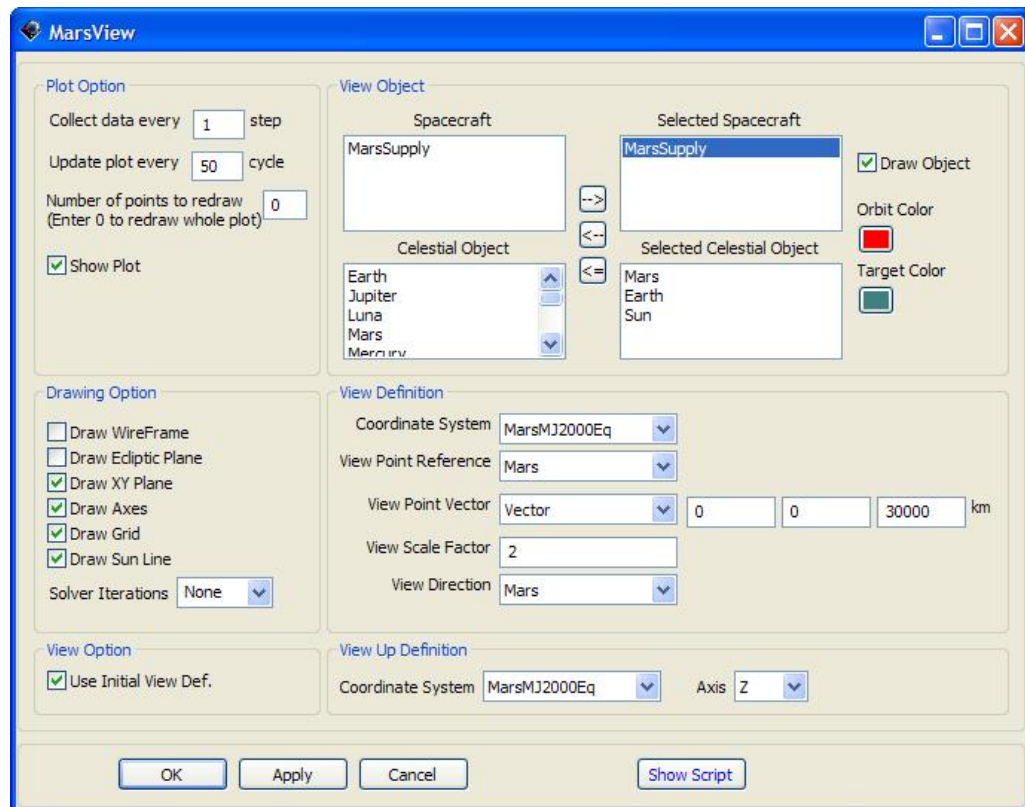 MarsView
Plot Option
Collect data every 1 step
Update plot every 50 cycle
Number of points to redraw
(Enter 0 to redraw whole plot) 0
Show Plot
View Object
Spacecraft
MarsSupply
Celestial Object
Earth
Jupiter
Luna
Mars
Mercury
-->
<--
<=
Selected Spacecraft
MarsSupply
Selected Celestial Object
Mars
Earth
Sun
Draw Object
Orbit Color
Target Color
Drawing Option
Draw WireFrame
Draw Ecliptic Plane
Draw XY Plane
Draw Axes
Draw Grid
Draw Sun Line
Solver Iterations None
View Definition
Coordinate System MarsMJ2000Eq
View Point Reference Mars
View Point Vector Vector 0 0 30000 km
View Scale Factor 2
View Direction Mars
View Option
Use Initial View Def.
View Up Definition
Coordinate System MarsMJ2000Eq Axis Z
OK Apply Cancel Show Script